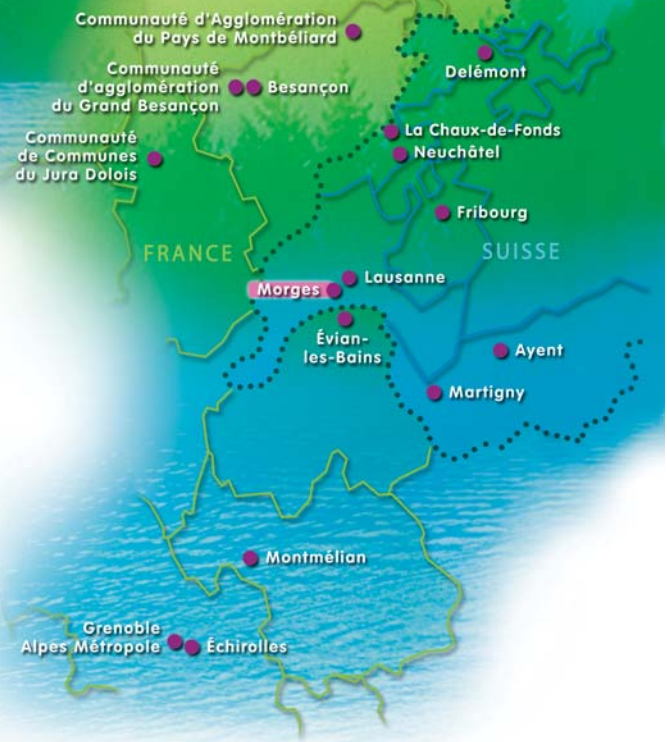 Communauté d'Agglomération
du Pays de Montbéliard
Delémont
Communauté
d'agglomération
du Grand Besançon
Besançon
La Chaux-de-Fonds
Communauté
de Communes
du Jura Dolois
Neuchâtel
Fribourg
FRANCE
SUISSE
Lausanne
Morges
Évian-
les-Bains
Ayent
Martigny
Montmélian
Grenoble
Alpes Métropole
Échirolles